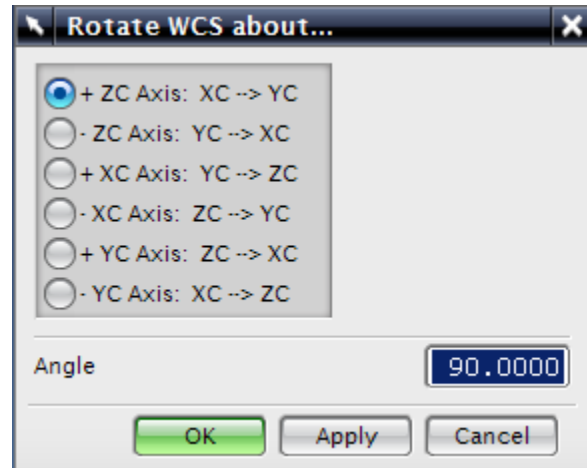 Rotate WCS about...
+ ZC Axis: XC --> YC
- ZC Axis: YC --> XC
+ XC Axis: YC --> ZC
- XC Axis: ZC --> YC
+ YC Axis: ZC --> XC
- YC Axis: XC --> ZC
Angle 90.0000
OK Apply Cancel